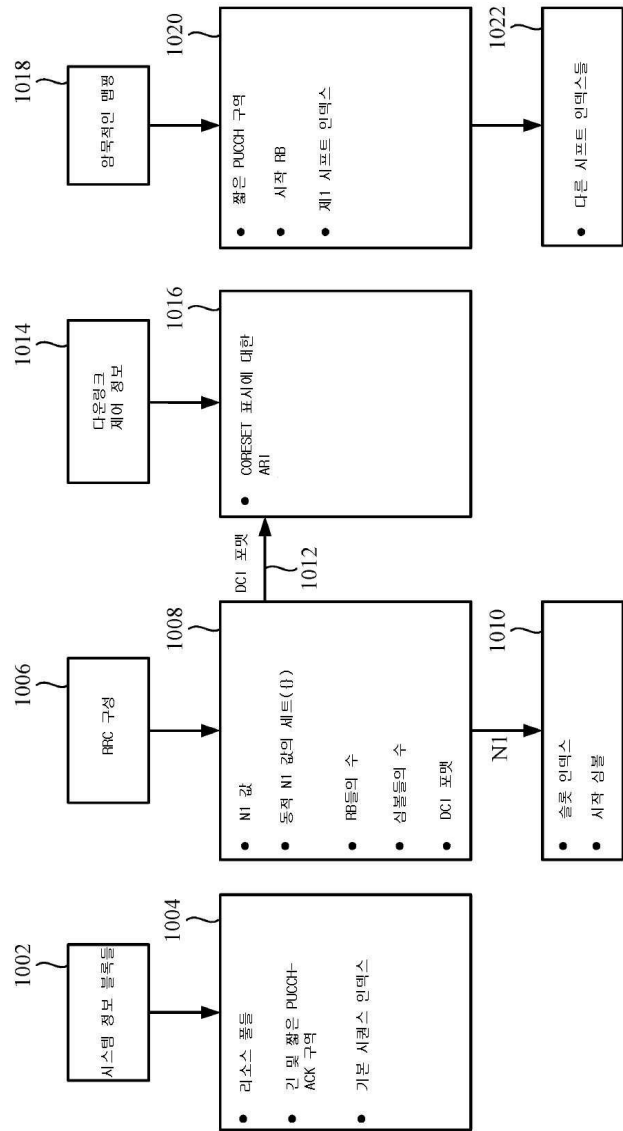 1002
시스템 정보 블록들
1004
● 리소스 풀들
● 긴 및 짧은 PUCCH-
ACK 구역
● 기본 시퀀스 인덱스
1006
RRC 구성
1008
● N1 값
● 동적 N1 값의 세트({})
● RB들의 수
● 심볼들의 수
● DCI 포맷
N1
1010
● 슬롯 인덱스
● 시작 심볼
DCI 포맷
1012
1014
다운링크
제어 정보
1016
● CORESET 표시에 대한
ARI
1018
암묵적인 맵핑
1020
● 짧은 PUCCH 구역
● 시작 RB
● 제1 시프트 인덱스
1022
● 다른 시프트 인덱스들